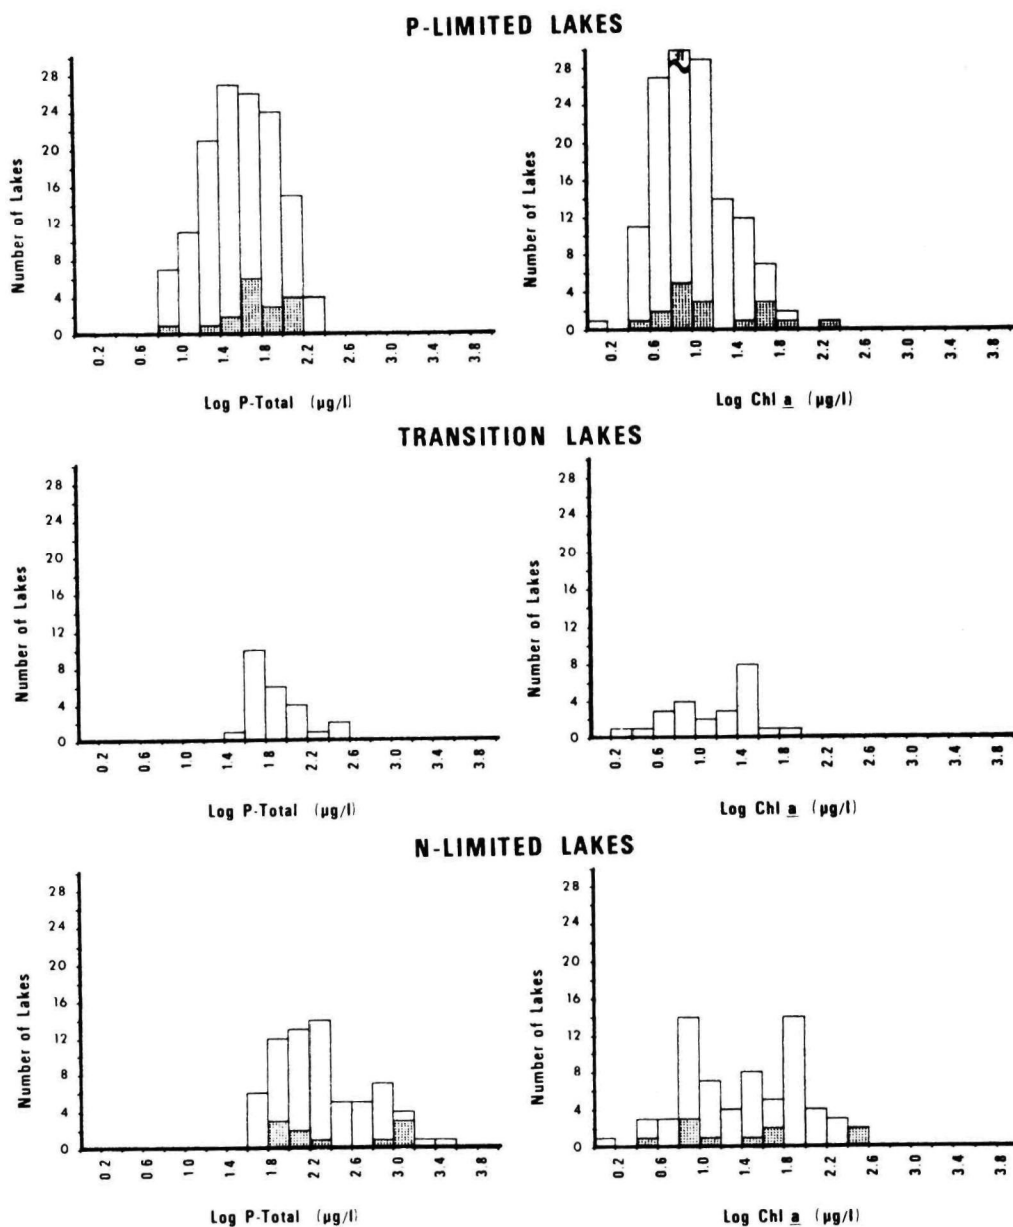 P-LIMITED LAKES
28
24
20
16
12
8
4
0
Number of Lakes
0.2 0.6 1.0 1.4 1.8 2.2 2.6 3.0 3.4 3.8
Log P-Total (µg/l)
28
24
20
16
12
8
4
0
Number of Lakes
0.2 0.6 1.0 1.4 1.8 2.2 2.6 3.0 3.4 3.8
Log Chl a (µg/l)
TRANSITION LAKES
28
24
20
16
12
8
4
0
Number of Lakes
0.2 0.6 1.0 1.4 1.8 2.2 2.6 3.0 3.4 3.8
Log P-Total (µg/l)
28
24
20
16
12
8
4
0
Number of Lakes
0.2 0.6 1.0 1.4 1.8 2.2 2.6 3.0 3.4 3.8
Log Chl a (µg/l)
N-LIMITED LAKES
28
24
20
16
12
8
4
0
Number of Lakes
0.2 0.6 1.0 1.4 1.8 2.2 2.6 3.0 3.4 3.8
Log P-Total (µg/l)
28
24
20
16
12
8
4
0
Number of Lakes
0.2 0.6 1.0 1.4 1.8 2.2 2.6 3.0 3.4 3.8
Log Chl a (µg/l)